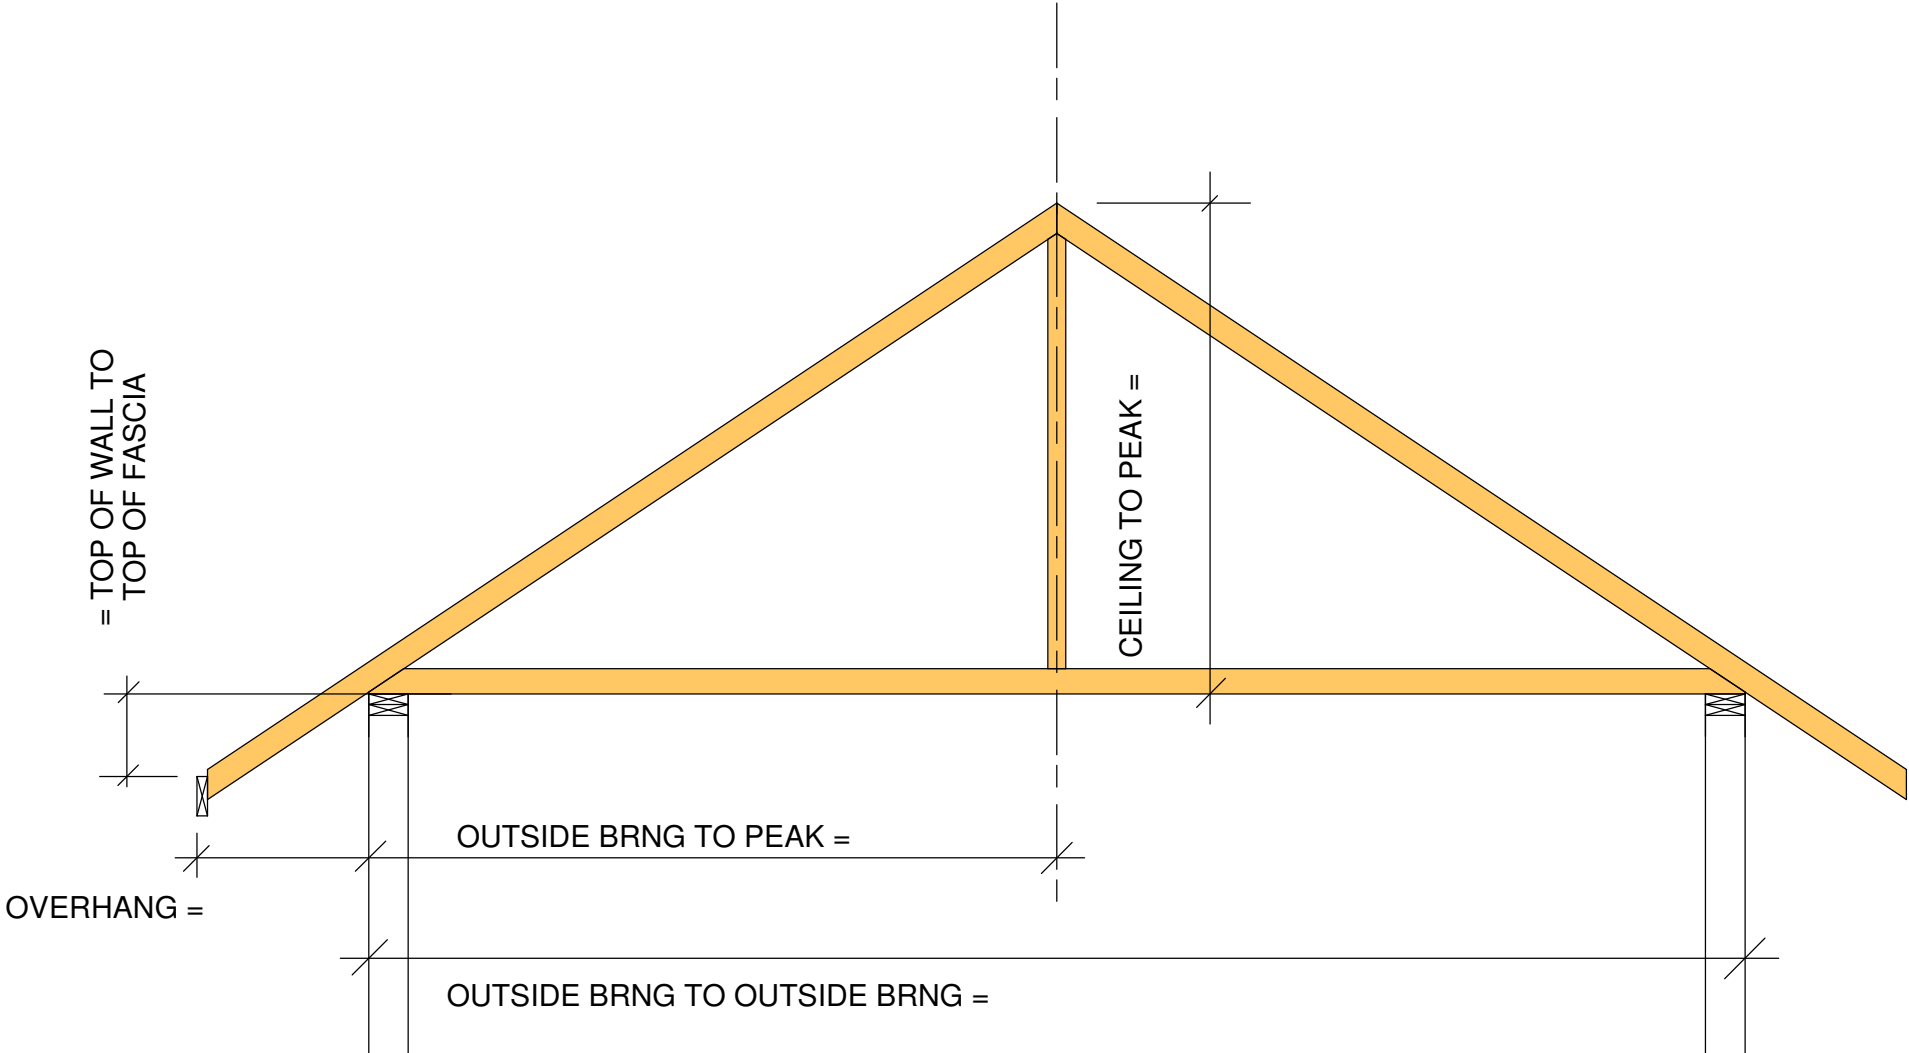 = TOP OF WALL TO
TOP OF FASCIA
CEILING TO PEAK =
OUTSIDE BRNG TO PEAK =
OVERHANG =
OUTSIDE BRNG TO OUTSIDE BRNG =